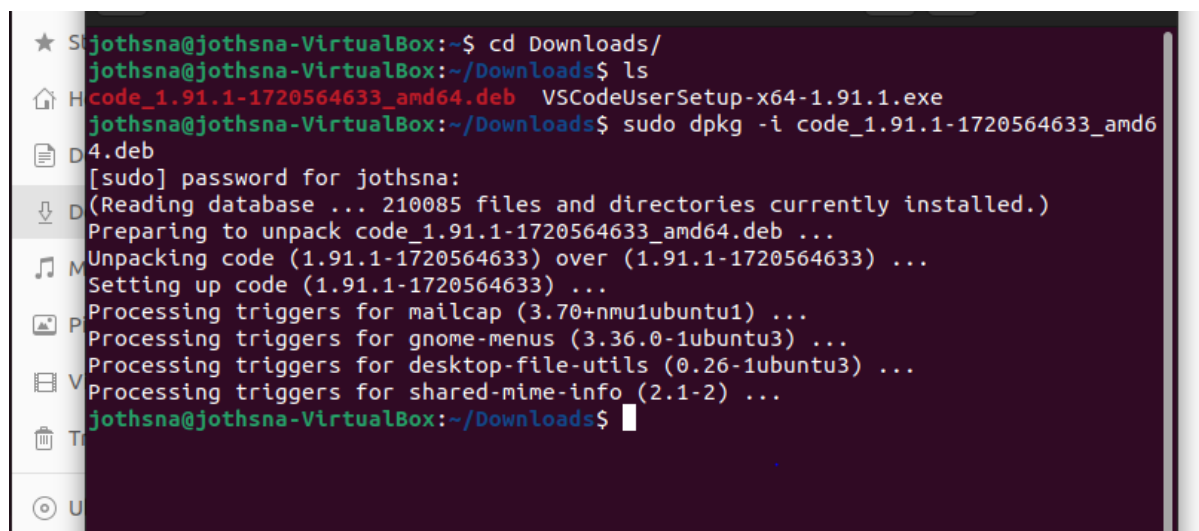 jothsna@jothsna-VirtualBox:~$ cd Downloads/
jothsna@jothsna-VirtualBox:~/Downloads$ ls
code_1.91.1-1720564633_amd64.deb  VSCodeUserSetup-x64-1.91.1.exe
jothsna@jothsna-VirtualBox:~/Downloads$ sudo dpkg -i code_1.91.1-1720564633_amd6
4.deb
[sudo] password for jothsna:
(Reading database ... 210085 files and directories currently installed.)
Preparing to unpack code_1.91.1-1720564633_amd64.deb ...
Unpacking code (1.91.1-1720564633) over (1.91.1-1720564633) ...
Setting up code (1.91.1-1720564633) ...
Processing triggers for mailcap (3.70+nmu1ubuntu1) ...
Processing triggers for gnome-menus (3.36.0-1ubuntu3) ...
Processing triggers for desktop-file-utils (0.26-1ubuntu3) ...
Processing triggers for shared-mime-info (2.1-2) ...
jothsna@jothsna-VirtualBox:~/Downloads$